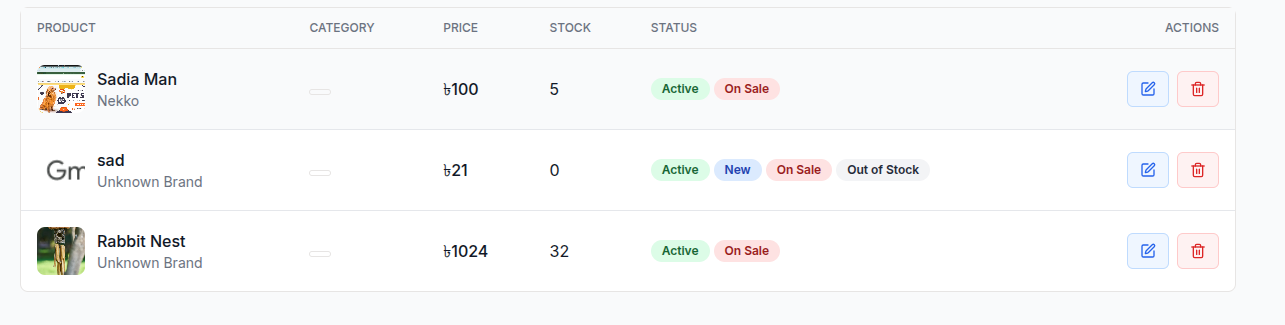 PRODUCT CATEGORY PRICE STOCK STATUS ACTIONS
PETS
Sadia Man
Nekko
৳100 5 Active On Sale
Gm
sad
Unknown Brand
৳21 0 Active New On Sale Out of Stock
Rabbit Nest
Unknown Brand
৳1024 32 Active On Sale